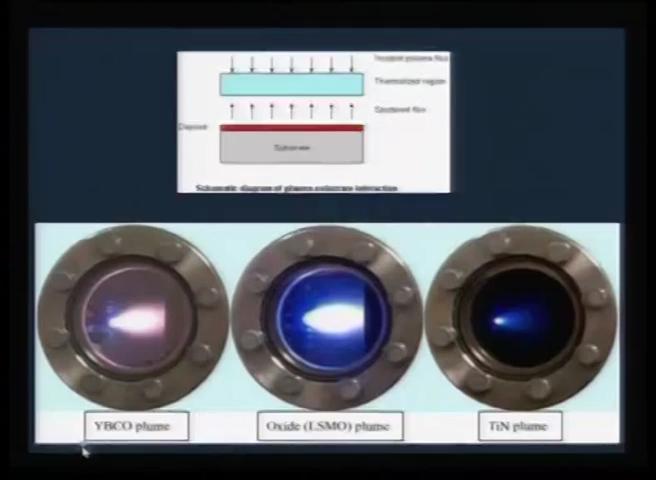 Incident plasma flux
Thermalized region
Sputtered flux
Deposit
Substrate
Schematic diagram of plasma substrate interaction
YBCO plume
Oxide (LSMO) plume
TiN plume